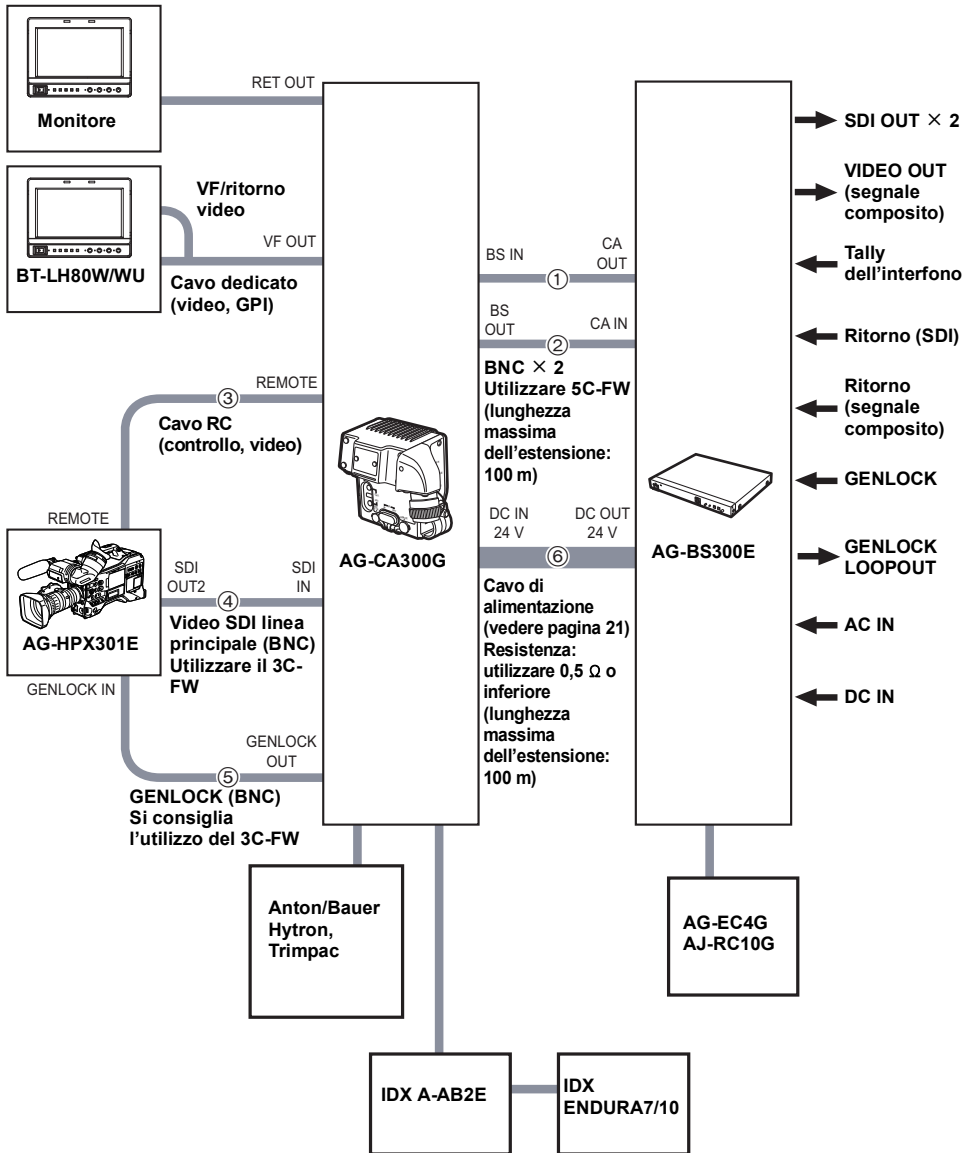 RET OUT
Monitore
VF/ritorno
video
VF OUT
BT-LH80W/WU
Cavo dedicato
(video, GPI)
REMOTE
③
Cavo RC
(controllo, video)
REMOTE
AG-HPX301E
SDI
OUT2
SDI
IN
④
Video SDI linea
principale (BNC)
Utilizzare il 3C-
FW
GENLOCK IN
GENLOCK
OUT
⑤
GENLOCK (BNC)
Si consiglia
l'utilizzo del 3C-FW
AG-CA300G
BS IN
CA
OUT
①
BS
OUT
CA IN
②
BNC × 2
Utilizzare 5C-FW
(lunghezza
massima
dell'estensione:
100 m)
DC IN
24 V
DC OUT
24 V
⑥
Cavo di
alimentazione
(vedere pagina 21)
Resistenza:
utilizzare 0,5 Ω o
inferiore
(lunghezza
massima
dell'estensione:
100 m)
AG-BS300E
SDI OUT × 2
VIDEO OUT
(segnale
composito)
Tally
dell'interfono
Ritorno (SDI)
Ritorno
(segnale
composito)
GENLOCK
GENLOCK
LOOPOUT
AC IN
DC IN
Anton/Bauer
Hytron,
Trimpac
AG-EC4G
AJ-RC10G
IDX A-AB2E
IDX
ENDURA7/10